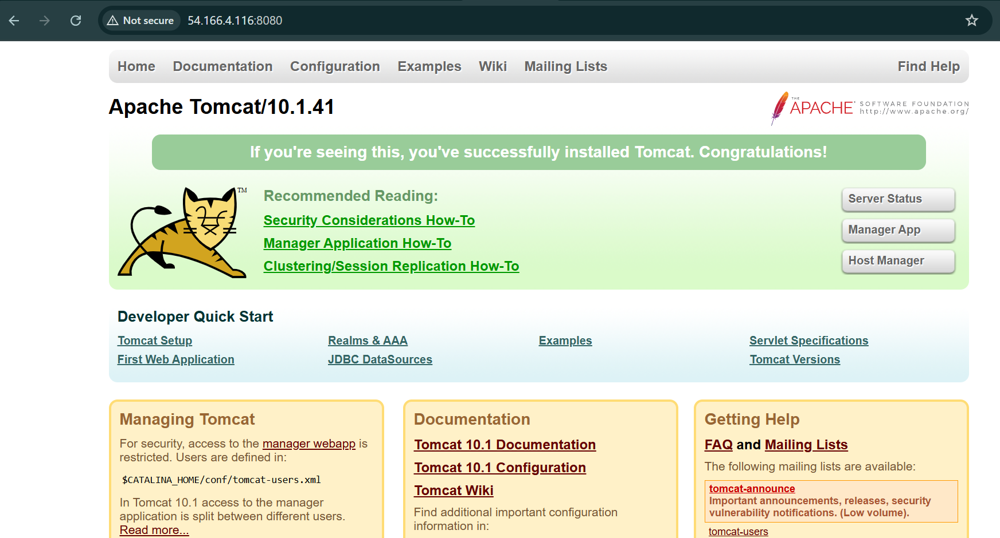 Not secure 54.166.4.116:8080
Home Documentation Configuration Examples Wiki Mailing Lists Find Help
Apache Tomcat/10.1.41
THE APACHE SOFTWARE FOUNDATION
http://www.apache.org/
If you're seeing this, you've successfully installed Tomcat. Congratulations!
TM
Recommended Reading:
Security Considerations How-To
Manager Application How-To
Clustering/Session Replication How-To
Server Status
Manager App
Host Manager
Developer Quick Start
Tomcat Setup
First Web Application
Realms & AAA
JDBC DataSources
Examples
Servlet Specifications
Tomcat Versions
Managing Tomcat
For security, access to the manager webapp is
restricted. Users are defined in:
$CATALINA_HOME/conf/tomcat-users.xml
In Tomcat 10.1 access to the manager
application is split between different users.
Read more...
Documentation
Tomcat 10.1 Documentation
Tomcat 10.1 Configuration
Tomcat Wiki
Find additional important configuration
information in:
Getting Help
FAQ and Mailing Lists
The following mailing lists are available:
tomcat-announce
Important announcements, releases, security
vulnerability notifications. (Low volume).
tomcat-users